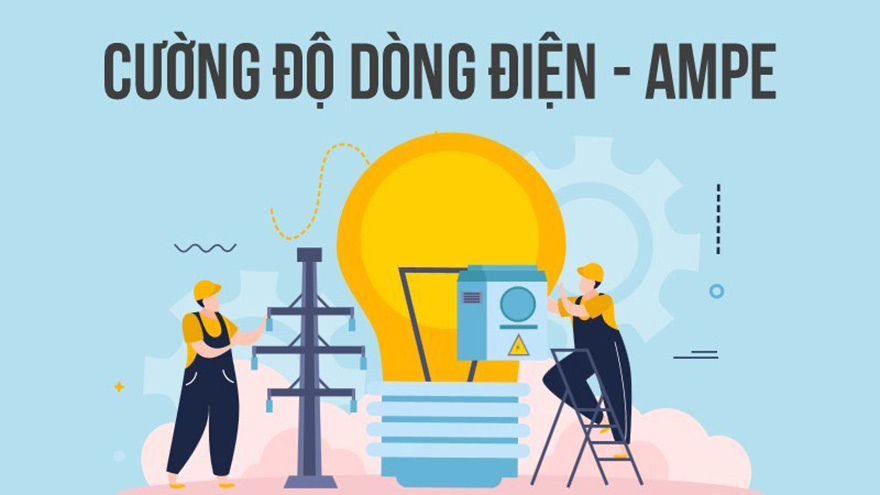 CƯỜNG ĐỘ DÒNG ĐIỆN - AMPE